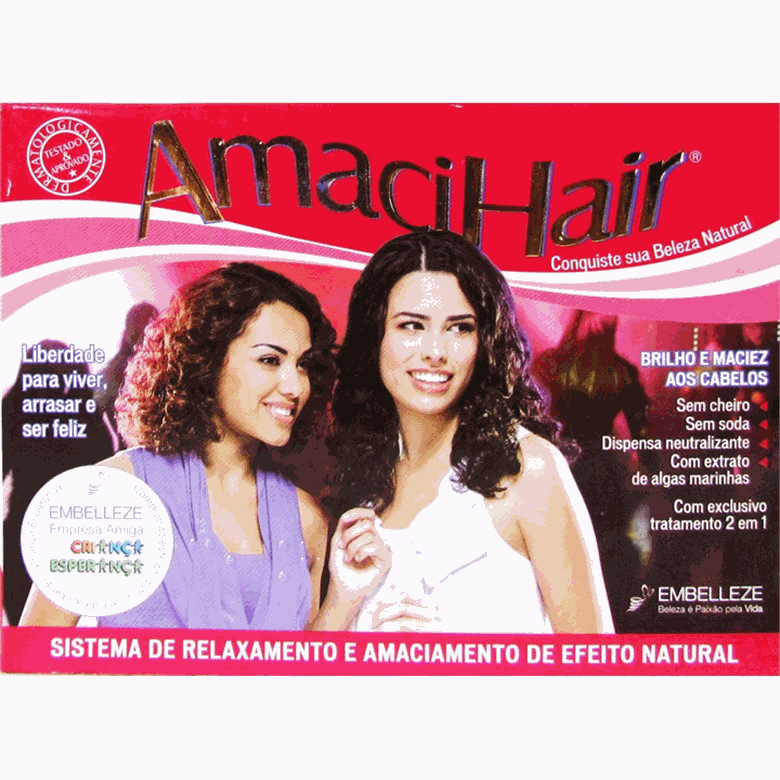 DERMATOLOGICAMENTE
TESTADO
&
APROVADO
AmaciHair®
Conquiste sua Beleza Natural
Liberdade
para viver,
arrasar e
ser feliz
BRILHO E MACIEZ
AOS CABELOS
Sem cheiro
Sem soda
Dispensa neutralizante
Com extrato
de algas marinhas
Com exclusivo
tratamento 2 em 1
EMBELLEZE
Empresa Amiga
CRIANÇA
ESPERANÇA
EMBELLEZE
Beleza é Paixão pela Vida
SISTEMA DE RELAXAMENTO E AMACIAMENTO DE EFEITO NATURAL